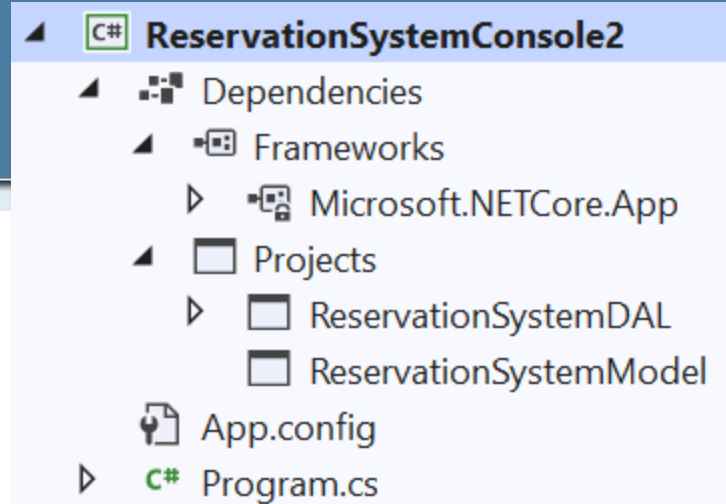 C# ReservationSystemConsole2
Dependencies
Frameworks
Microsoft.NETCore.App
Projects
ReservationSystemDAL
ReservationSystemModel
App.config
C# Program.cs